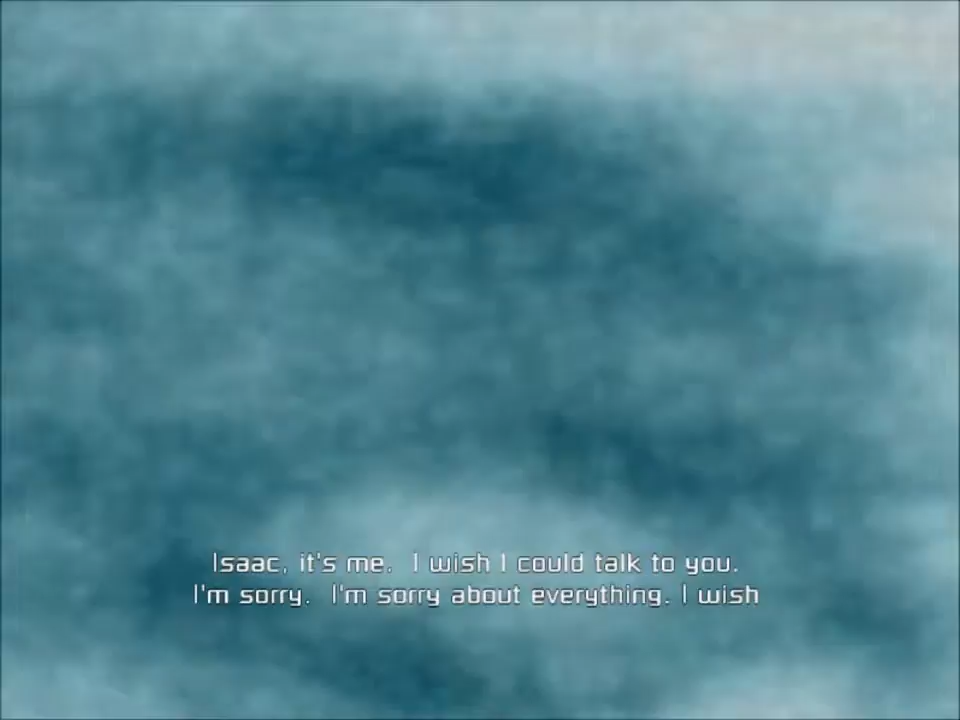 Isaac, it's me.  I wish I could talk to you.
I'm sorry.  I'm sorry about everything. I wish